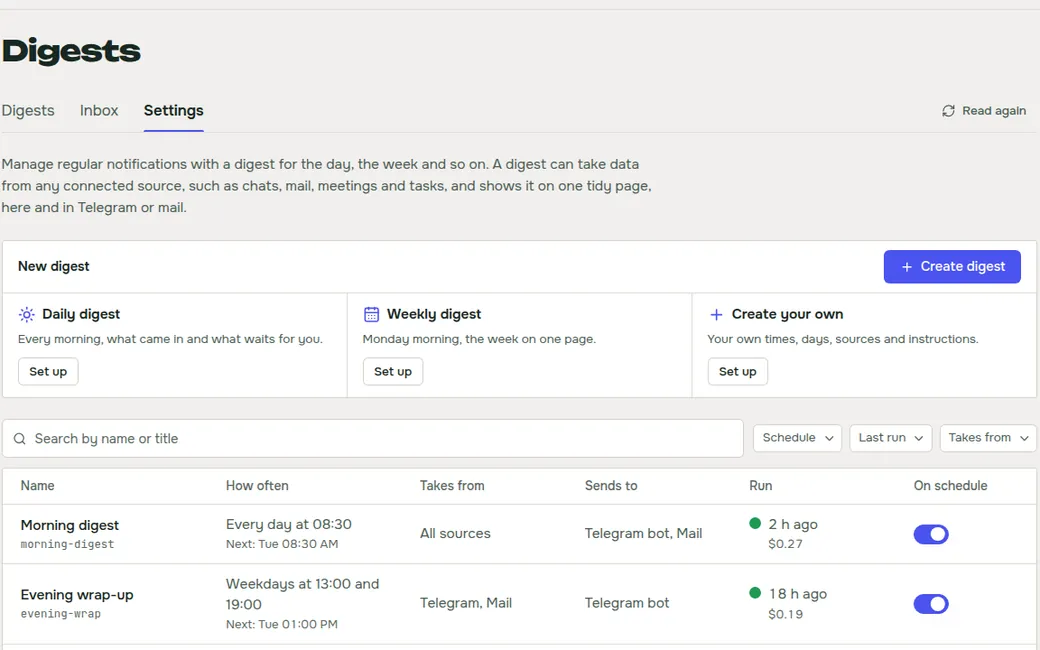 Digests
Digests
Inbox
Settings
Read again
Manage regular notifications with a digest for the day, the week and so on. A digest can take data
from any connected source, such as chats, mail, meetings and tasks, and shows it on one tidy page,
here and in Telegram or mail.
New digest
+ Create digest
Daily digest
Every morning, what came in and what waits for you.
Set up
Weekly digest
Monday morning, the week on one page.
Set up
Create your own
Your own times, days, sources and instructions.
Set up
Search by name or title
Schedule
Last run
Takes from
Name
How often
Takes from
Sends to
Run
On schedule
Morning digest
morning-digest
Every day at 08:30
Next: Tue 08:30 AM
All sources
Telegram bot, Mail
2 h ago
$0.27
Evening wrap-up
evening-wrap
Weekdays at 13:00 and
19:00
Next: Tue 01:00 PM
Telegram, Mail
Telegram bot
18 h ago
$0.19